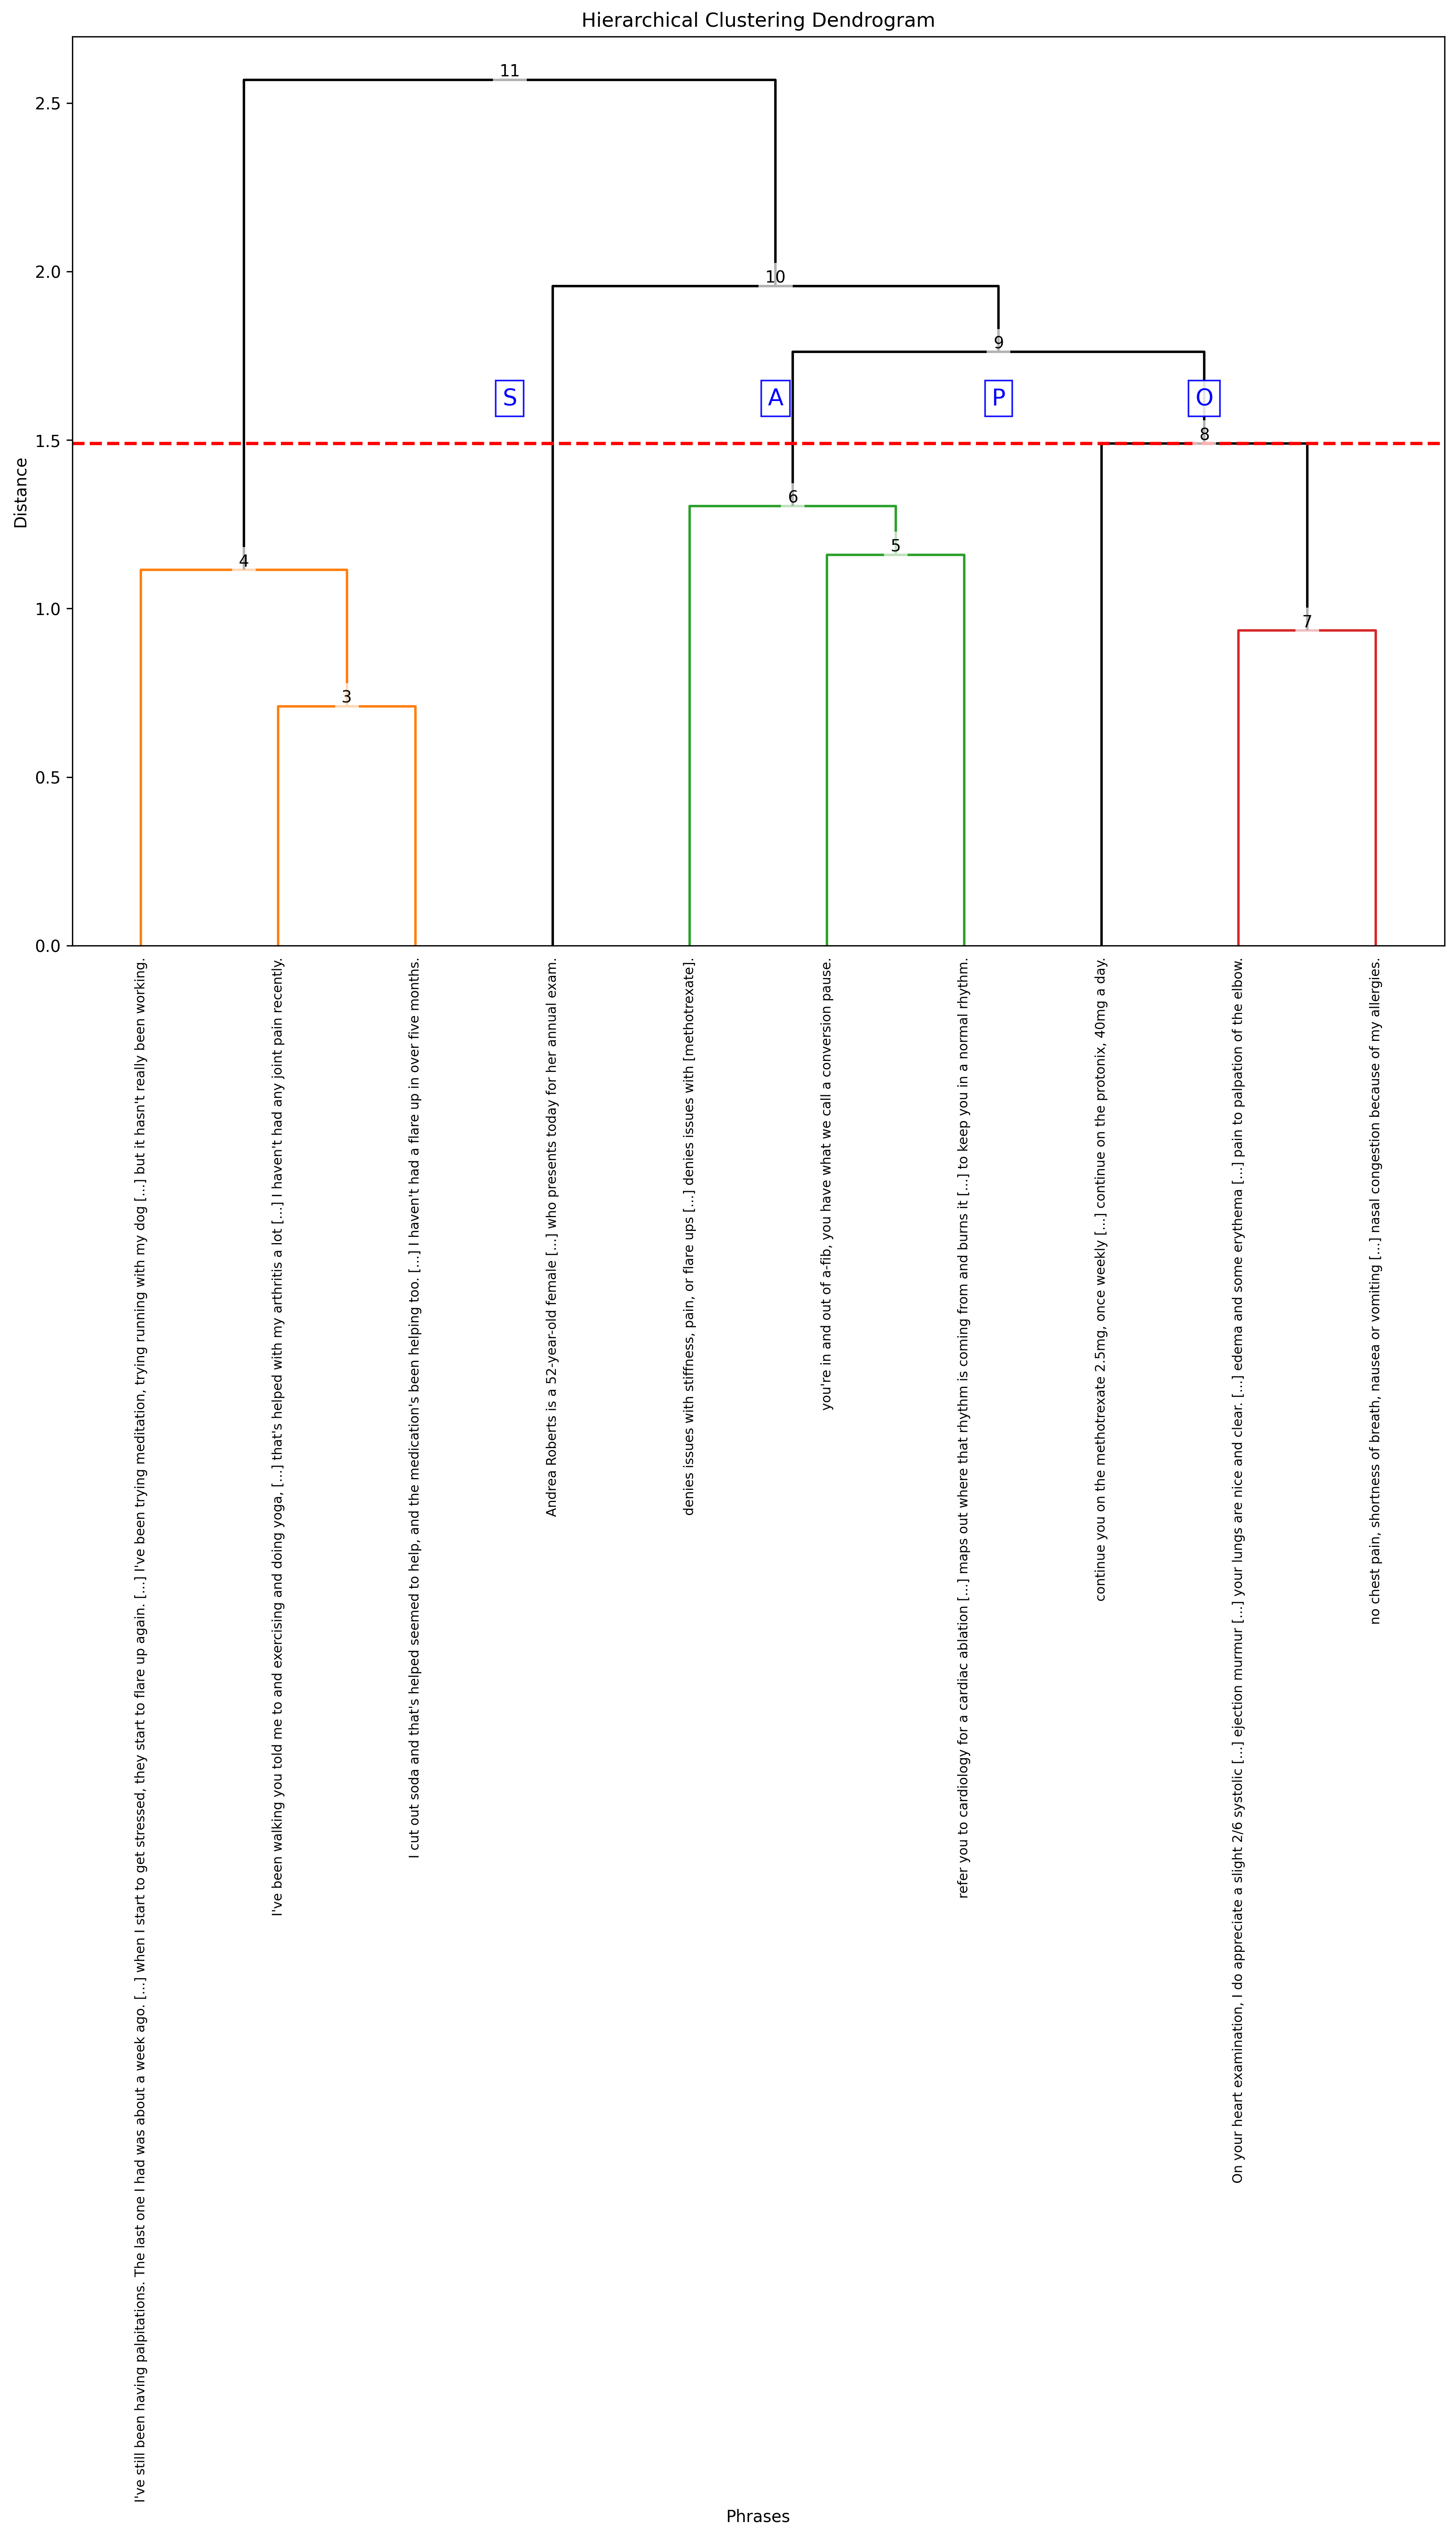 Hierarchical Clustering Dendrogram
11
2.5
2.0
10
9
S
A
P
O
1.5
8
Distance
6
5
4
1.0
7
3
0.5
0.0
I've still been having palpitations. The last one I had was about a week ago. [...] when I start to get stressed, they start to flare up again. [...] I've been trying meditation, trying running with my dog [...] but it hasn't really been working.
I've been walking you told me to and exercising and doing yoga, [...] that's helped with my arthritis a lot [...] I haven't had any joint pain recently.
I cut out soda and that's helped seemed to help, and the medication's been helping too. [...] I haven't had a flare up in over five months.
Andrea Roberts is a 52-year-old female [...] who presents today for her annual exam.
denies issues with stiffness, pain, or flare ups [...] denies issues with [methotrexate].
you're in and out of a-fib, you have what we call a conversion pause.
refer you to cardiology for a cardiac ablation [...] maps out where that rhythm is coming from and burns it [...] to keep you in a normal rhythm.
continue you on the methotrexate 2.5mg, once weekly [...] continue on the protonix, 40mg a day.
On your heart examination, I do appreciate a slight 2/6 systolic [...] ejection murmur [...] your lungs are nice and clear. [...] edema and some erythema [...] pain to palpation of the elbow.
no chest pain, shortness of breath, nausea or vomiting [...] nasal congestion because of my allergies.
Phrases